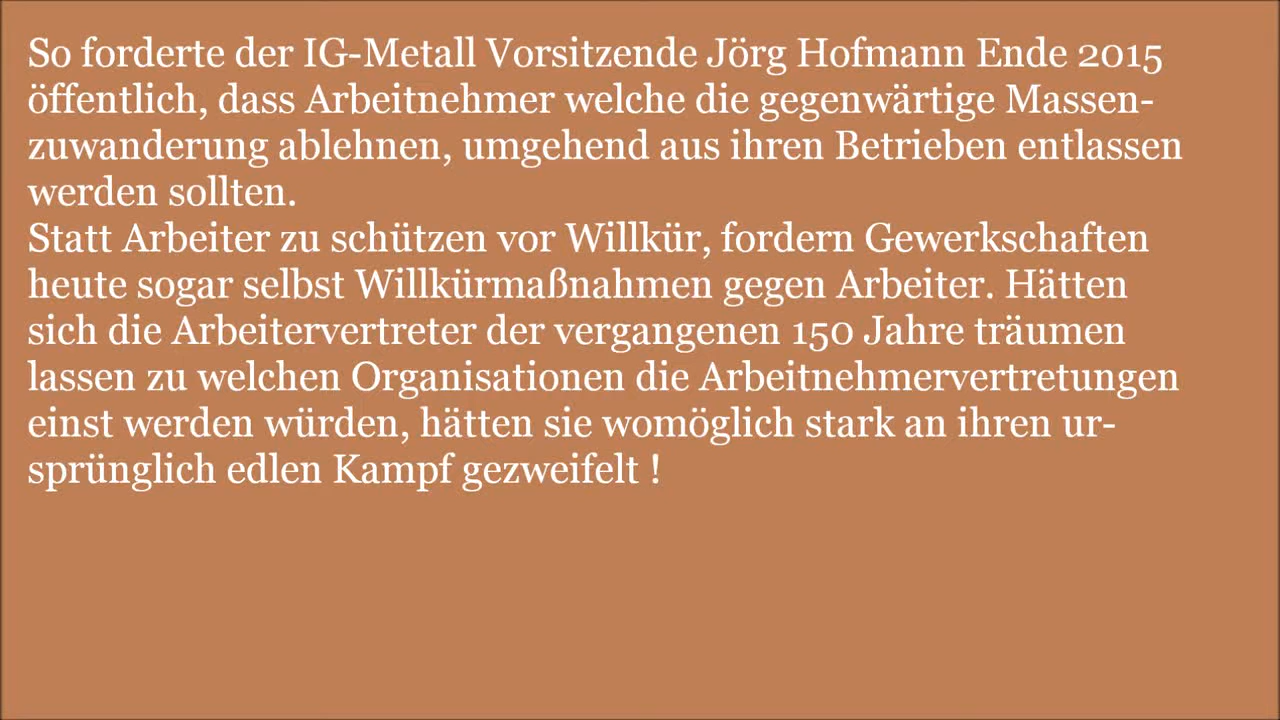 So forderte der IG-Metall Vorsitzende Jörg Hofmann Ende 2015
öffentlich, dass Arbeitnehmer welche die gegenwärtige Massen-
zuwanderung ablehnen, umgehend aus ihren Betrieben entlassen
werden sollten.
Statt Arbeiter zu schützen vor Willkür, fordern Gewerkschaften
heute sogar selbst Willkürmaßnahmen gegen Arbeiter. Hätten
sich die Arbeitervertreter der vergangenen 150 Jahre träumen
lassen zu welchen Organisationen die Arbeitnehmervertretungen
einst werden würden, hätten sie womöglich stark an ihren ur-
sprünglich edlen Kampf gezweifelt !